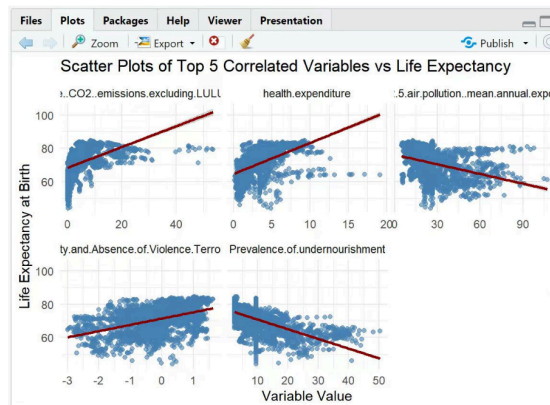 Files Plots Packages Help Viewer Presentation
Zoom Export Publish
Scatter Plots of Top 5 Correlated Variables vs Life Expectancy
CO2..emissions.excluding.LULU
health.expenditure
.5.air.pollution..mean.annual.expo
100
80
60
0 20 40
0 5 10 15 20
0 30 60 90
ty.and.Absence.of.Violence.Terro
Prevalence.of.undernourishment
100
80
60
-3 -2 -1 0 1
10 20 30 40 50
Life Expectancy at Birth
Variable Value